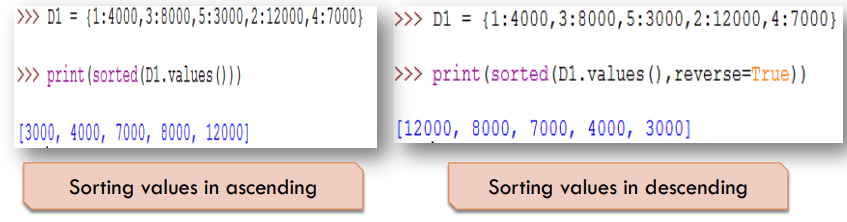 >>> D1 = {1:4000,3:8000,5:3000,2:12000,4:7000}
>>> print(sorted(D1.values()))
[3000, 4000, 7000, 8000, 12000]
Sorting values in ascending
>>> D1 = {1:4000,3:8000,5:3000,2:12000,4:7000}
>>> print(sorted(D1.values(),reverse=True))
[12000, 8000, 7000, 4000, 3000]
Sorting values in descending